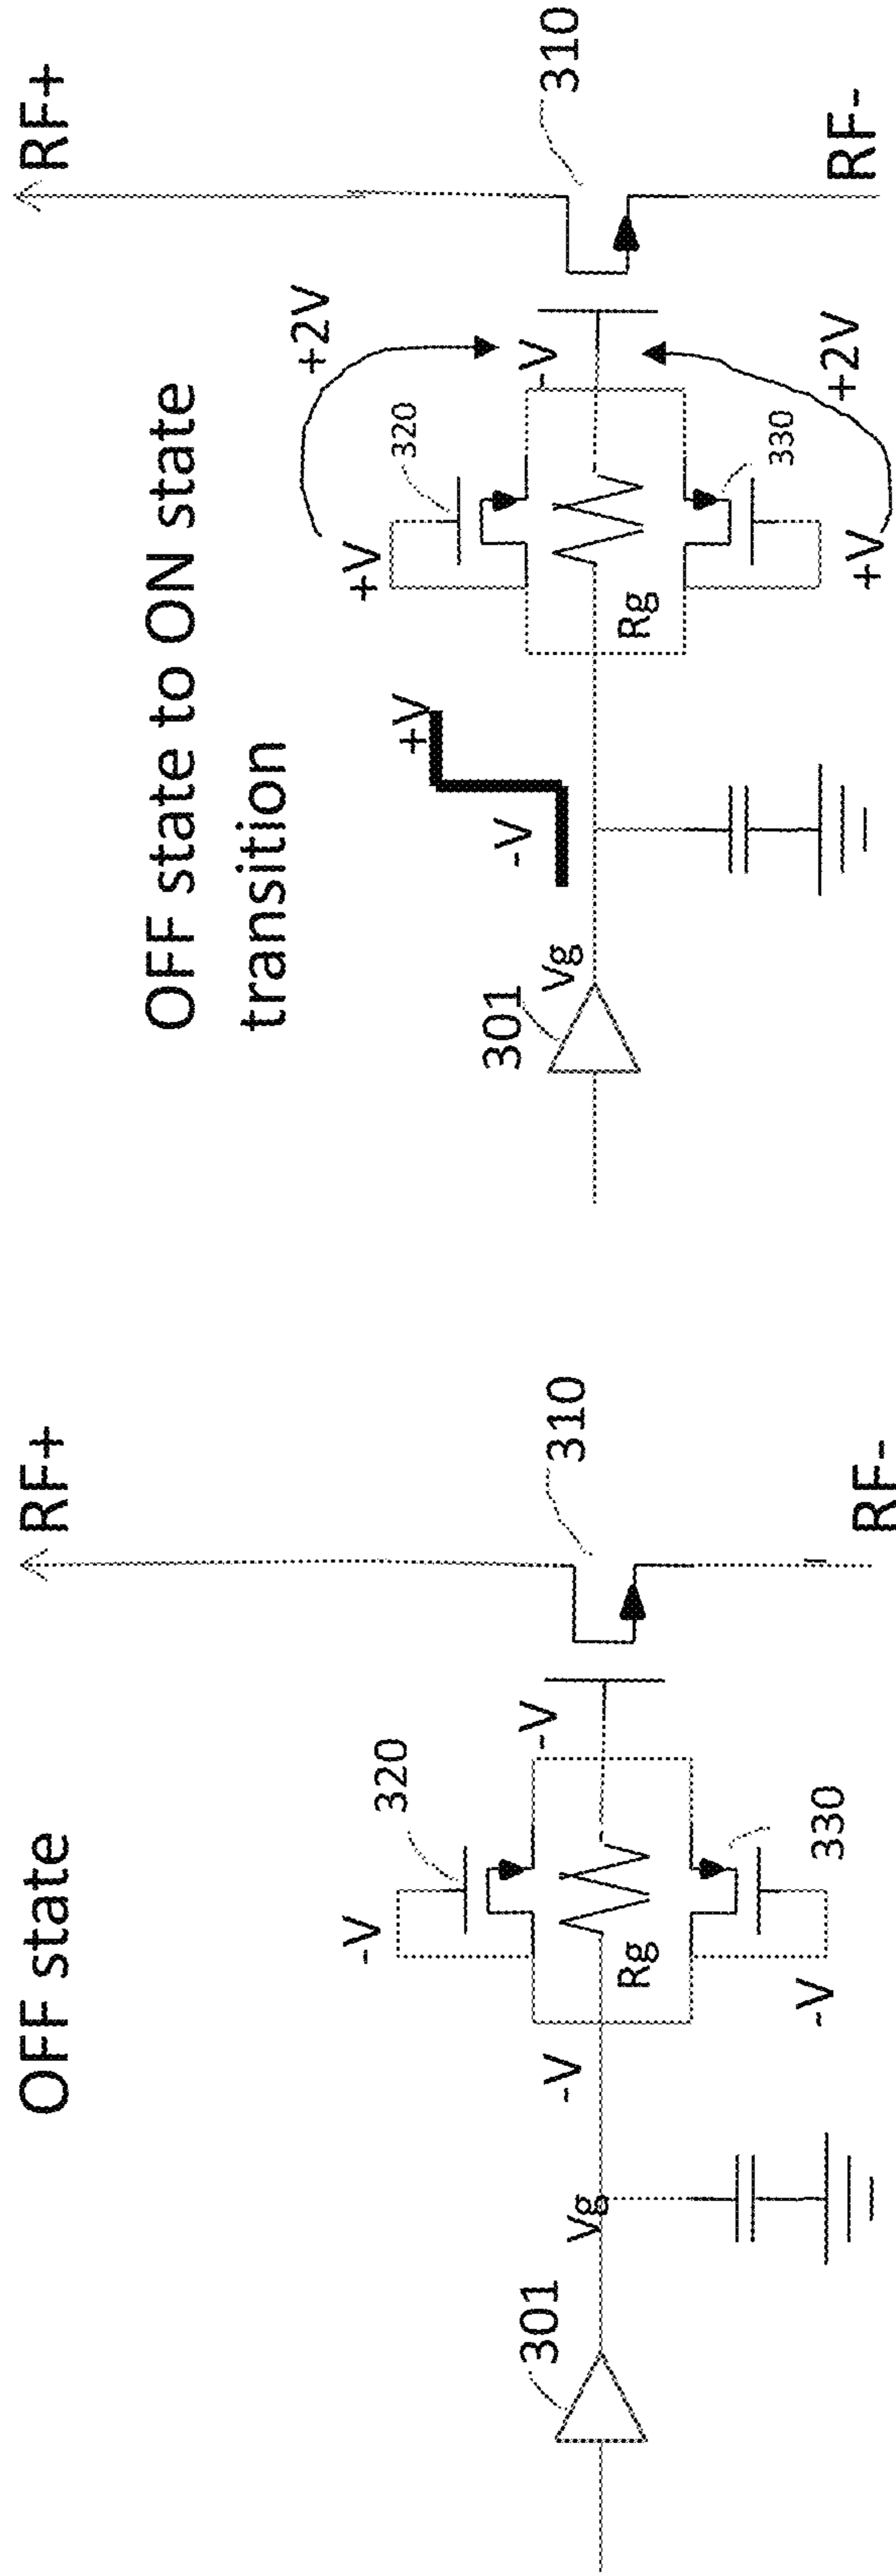 OFF state
RF+
320
-V
310
301
Vg
-V
-V
Rg
-V
330
RF-
OFF state to ON state
transition
RF+
+2V
320
+V
310
+V
-V
-V
301
Vg
Rg
330
+V
+2V
RF-